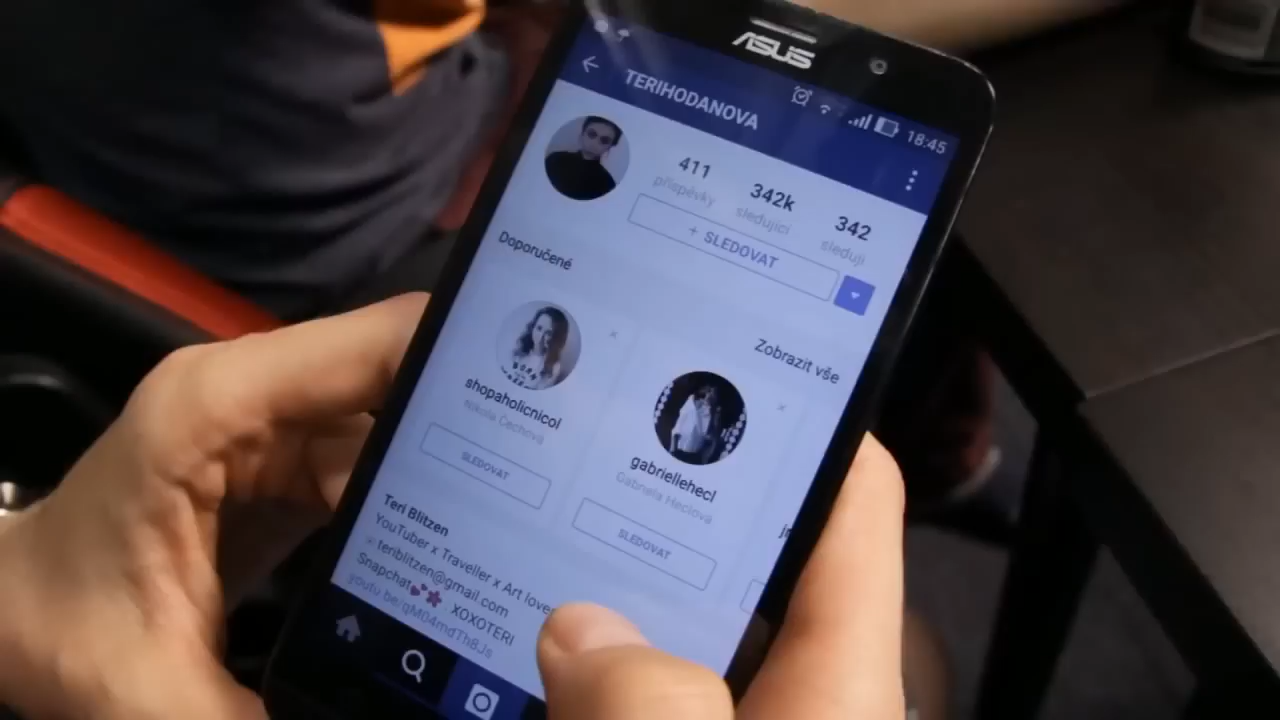 ASUS
18:45
TERIHODANOVA
411 342k 342
příspěvky sledující sleduji
+ SLEDOVAT
Doporučené
Zobrazit vše
shopaholicnicol
Nikola Čechová
SLEDOVAT
gabriellehecl
Gabriela Heclová
SLEDOVAT
Teri Blitzen
YouTuber x Traveller x Art lover
teriblitzen@gmail.com
Snapchat XOXOTERI
youtu.be/qM04mdTh8Js